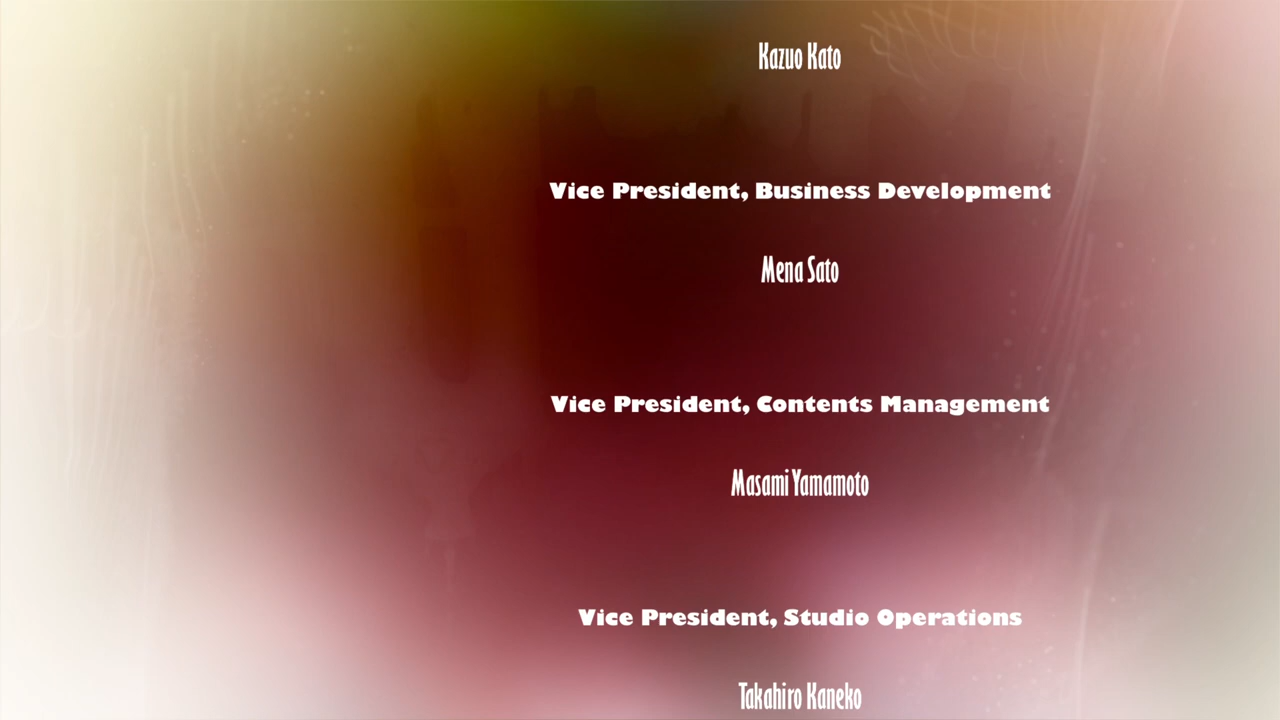 Kazuo Kato
Vice President, Business Development
Mena Sato
Vice President, Contents Management
Masami Yamamoto
Vice President, Studio Operations
Takahiro Kaneko